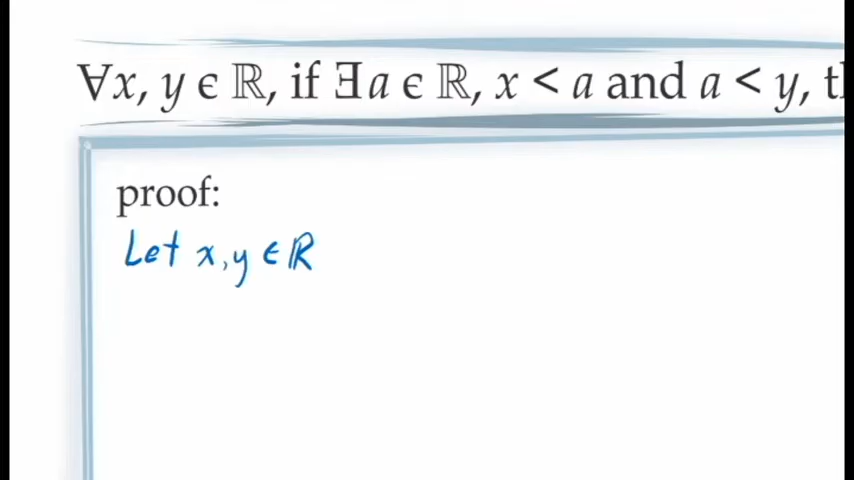 ∀x, y ϵ ℝ, if ∃a ϵ ℝ, x < a and a < y,
proof:
Let x, y ∈ ℝ